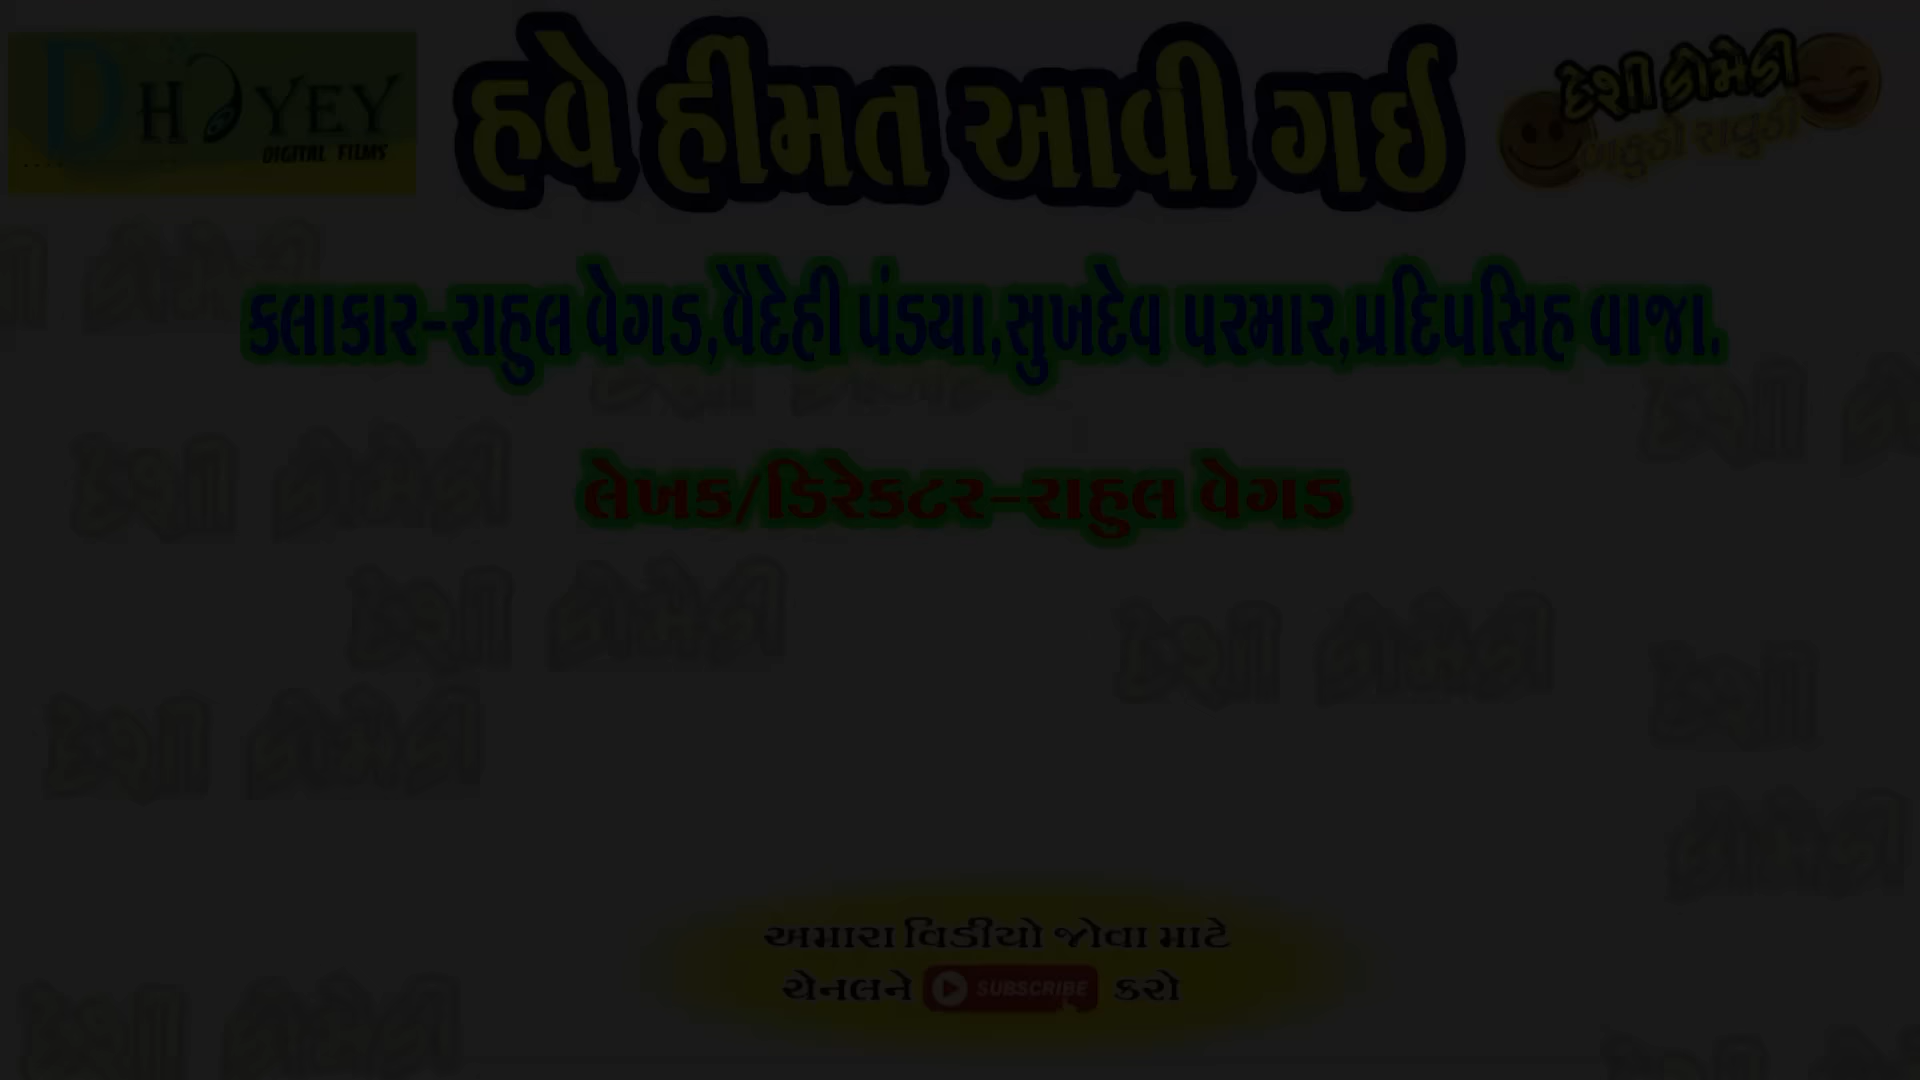 DHAYEY
DIGITAL FILMS
હવે હીંમત આવી ગઈ
દેશી કોમેડી
કલાકાર-રાહુલ વેગડ,વૈદેહી પંડયા,સુખદેવ પરમાર,પ્રદિપસિહ વાજા.
લેખક/ડિરેકટર-રાહુલ વેગડ
દેશી કોમેડી
દેશી કોમેડી
દેશી કોમેડી
દેશી કોમેડી
અમારા વિડીયો જોવા માટે
ચેનલને SUBSCRIBE કરો
દેશી કોમેડી